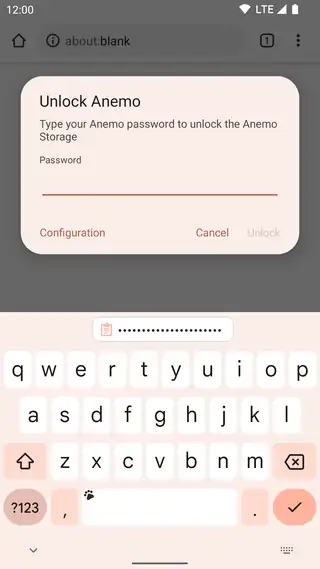 12:00 LTE
about:blank 1
Unlock Anemo
Type your Anemo password to unlock the Anemo
Storage
Password
Configuration Cancel Unlock
••••••••••••••••••••••
q w e r t y u i o p
a s d f g h j k l
z x c v b n m
?123 , .